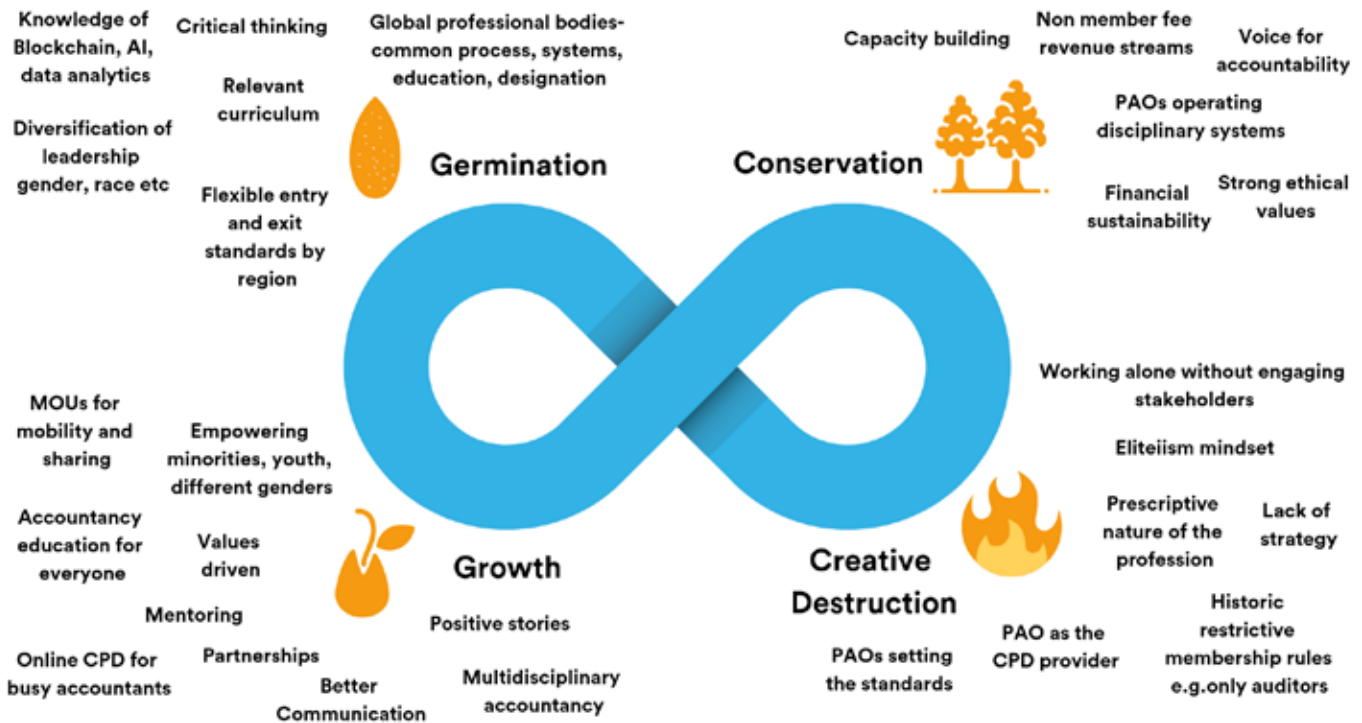 Knowledge of
Blockchain, AI,
data analytics
Critical thinking
Global professional bodies-
common process, systems,
education, designation
Relevant
curriculum
Diversification of
leadership
gender, race etc
Flexible entry
and exit
standards by
region
Germination
Conservation
Capacity building
Non member fee
revenue streams
Voice for
accountability
PAOs operating
disciplinary systems
Financial
sustainability
Strong ethical
values
MOUs for
mobility and
sharing
Empowering
minorities, youth,
different genders
Accountancy
education for
everyone
Values
driven
Growth
Mentoring
Positive stories
Online CPD for
busy accountants
Partnerships
Better
Communication
Multidisciplinary
accountancy
Working alone without engaging
stakeholders
Eliteiism mindset
Prescriptive
nature of the
profession
Lack of
strategy
Creative
Destruction
PAOs setting
the standards
PAO as the
CPD provider
Historic
restrictive
membership rules
e.g.only auditors